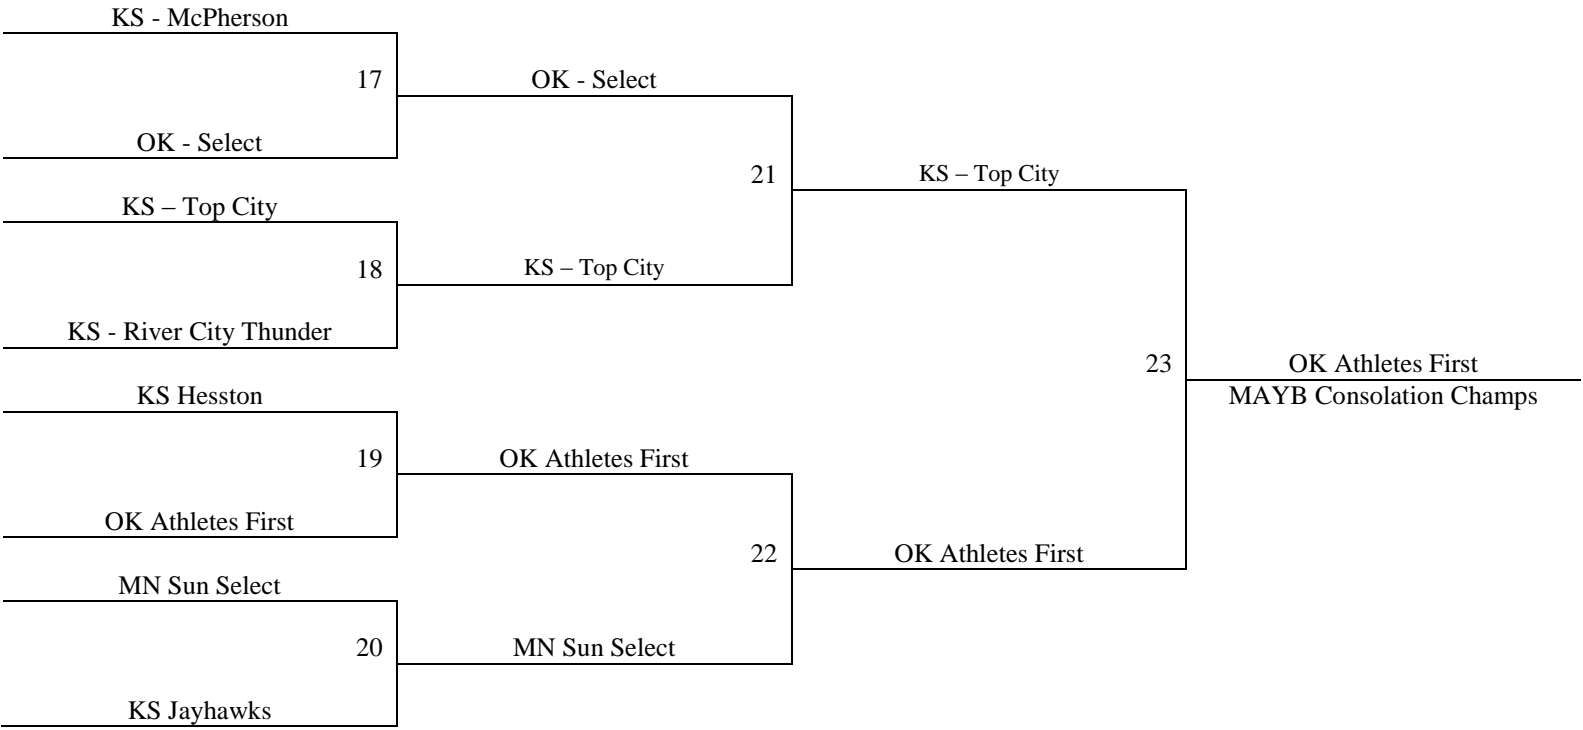 KS - McPherson
17
OK - Select
OK - Select
21
KS – Top City
KS – Top City
18
KS – Top City
KS - River City Thunder
23
OK Athletes First
MAYB Consolation Champs
KS Hesston
19
OK Athletes First
OK Athletes First
22
OK Athletes First
MN Sun Select
20
MN Sun Select
KS Jayhawks